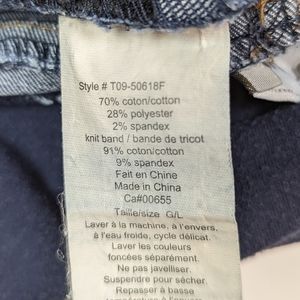 Style # T09-50618F
70% coton/cotton
28% polyester
2% spandex
knit band / bande de tricot
91% coton/cotton
9% spandex
Fait en Chine
Made in China
Ca#00655
Taille/size G/L
Laver à la machine, à l'envers,
à l'eau froide, cycle délicat.
Laver les couleurs
foncées séparément.
Ne pas javelliser.
Suspendre pour sécher
Repasser à basse
température